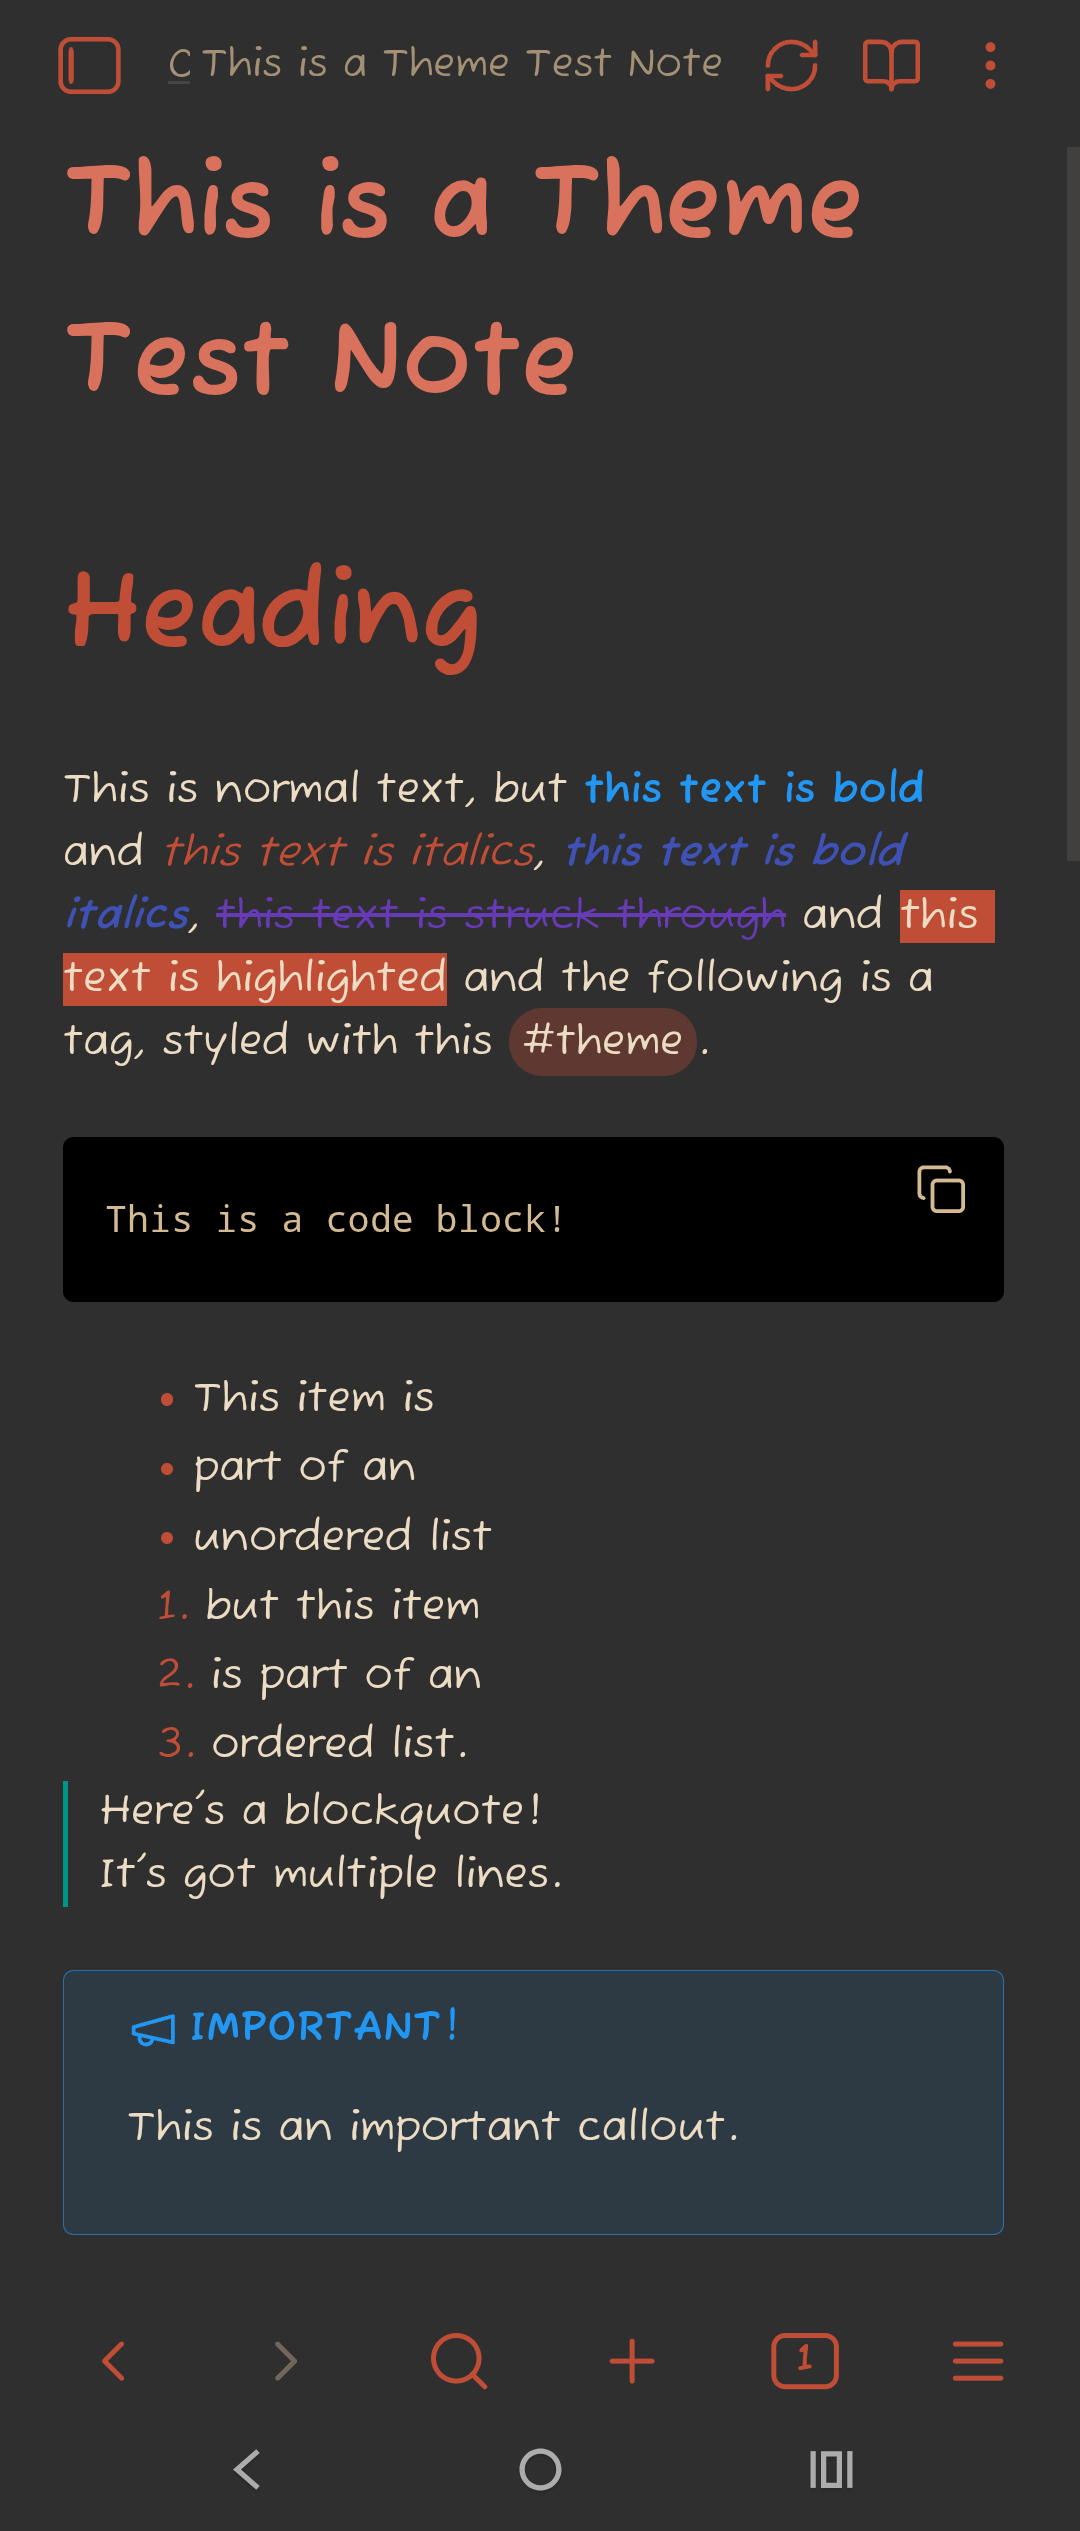 C This is a Theme Test Note
This is a Theme
Test Note
Heading
This is normal text, but this text is bold
and this text is italics, this text is bold
italics, this text is struck through and this
text is highlighted and the following is a
tag, styled with this #theme.
This is a code block!
• This item is
• part of an
• unordered list
1. but this item
2. is part of an
3. ordered list.
Here's a blockquote!
It's got multiple lines.
IMPORTANT!
This is an important callout.
1